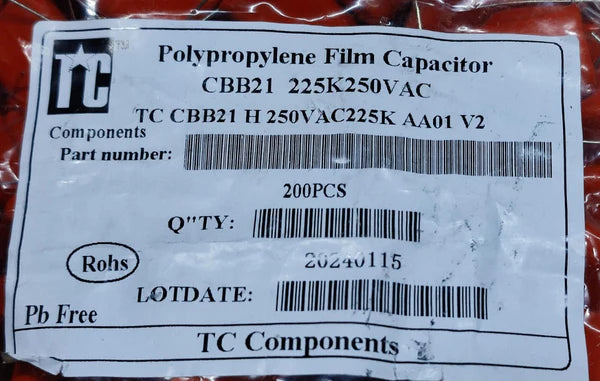 TC
TM
Polypropylene Film Capacitor
CBB21 225K250VAC
TC CBB21 H 250VAC225K AA01 V2
Components
Part number:
200PCS
Q"TY:
Rohs
20240115
LOTDATE:
Pb Free
TC Components